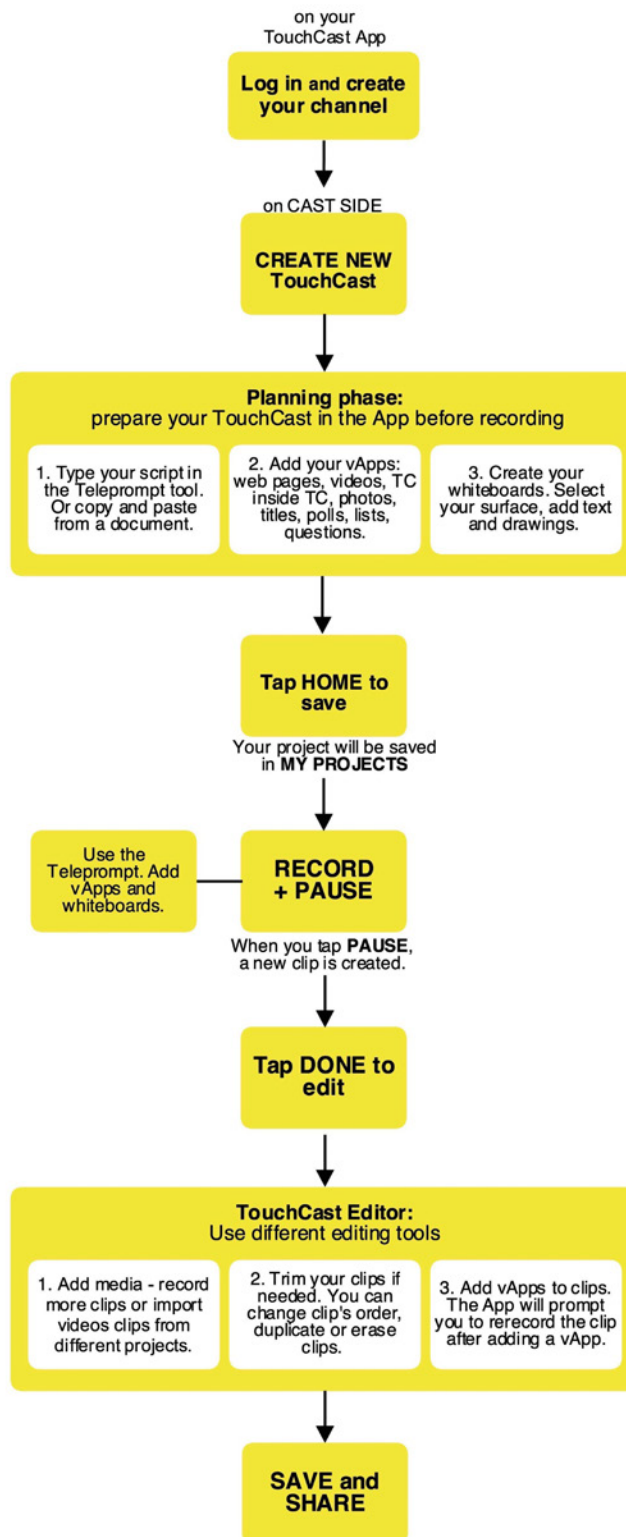 on your
TouchCast App
Log in and create
your channel
on CAST SIDE
CREATE NEW
TouchCast
Planning phase:
prepare your TouchCast in the App before recording
1. Type your script in
the Teleprompt tool.
Or copy and paste
from a document.
2. Add your vApps:
web pages, videos, TC
inside TC, photos,
titles, polls, lists,
questions.
3. Create your
whiteboards. Select
your surface, add text
and drawings.
Tap HOME to
save
Your project will be saved
in MY PROJECTS
Use the
Teleprompt. Add
vApps and
whiteboards.
RECORD
+ PAUSE
When you tap PAUSE,
a new clip is created.
Tap DONE to
edit
TouchCast Editor:
Use different editing tools
1. Add media - record
more clips or import
videos clips from
different projects.
2. Trim your clips if
needed. You can
change clip's order,
duplicate or erase
clips.
3. Add vApps to clips.
The App will prompt
you to rerecord the clip
after adding a vApp.
SAVE and
SHARE